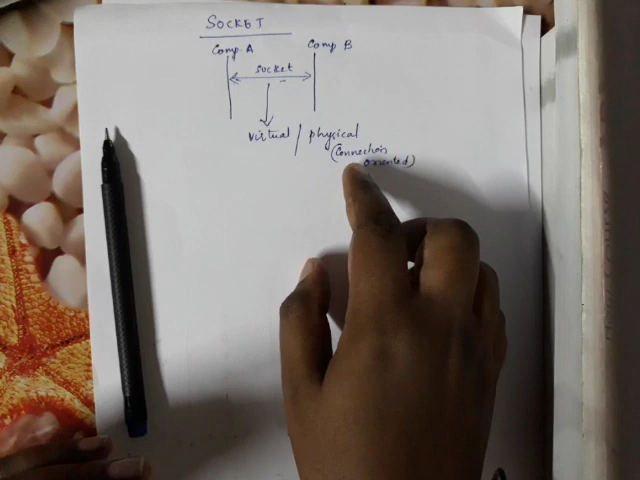 SOCKET
Comp. A Comp B
socket
virtual / physical
(Connection
oriented)